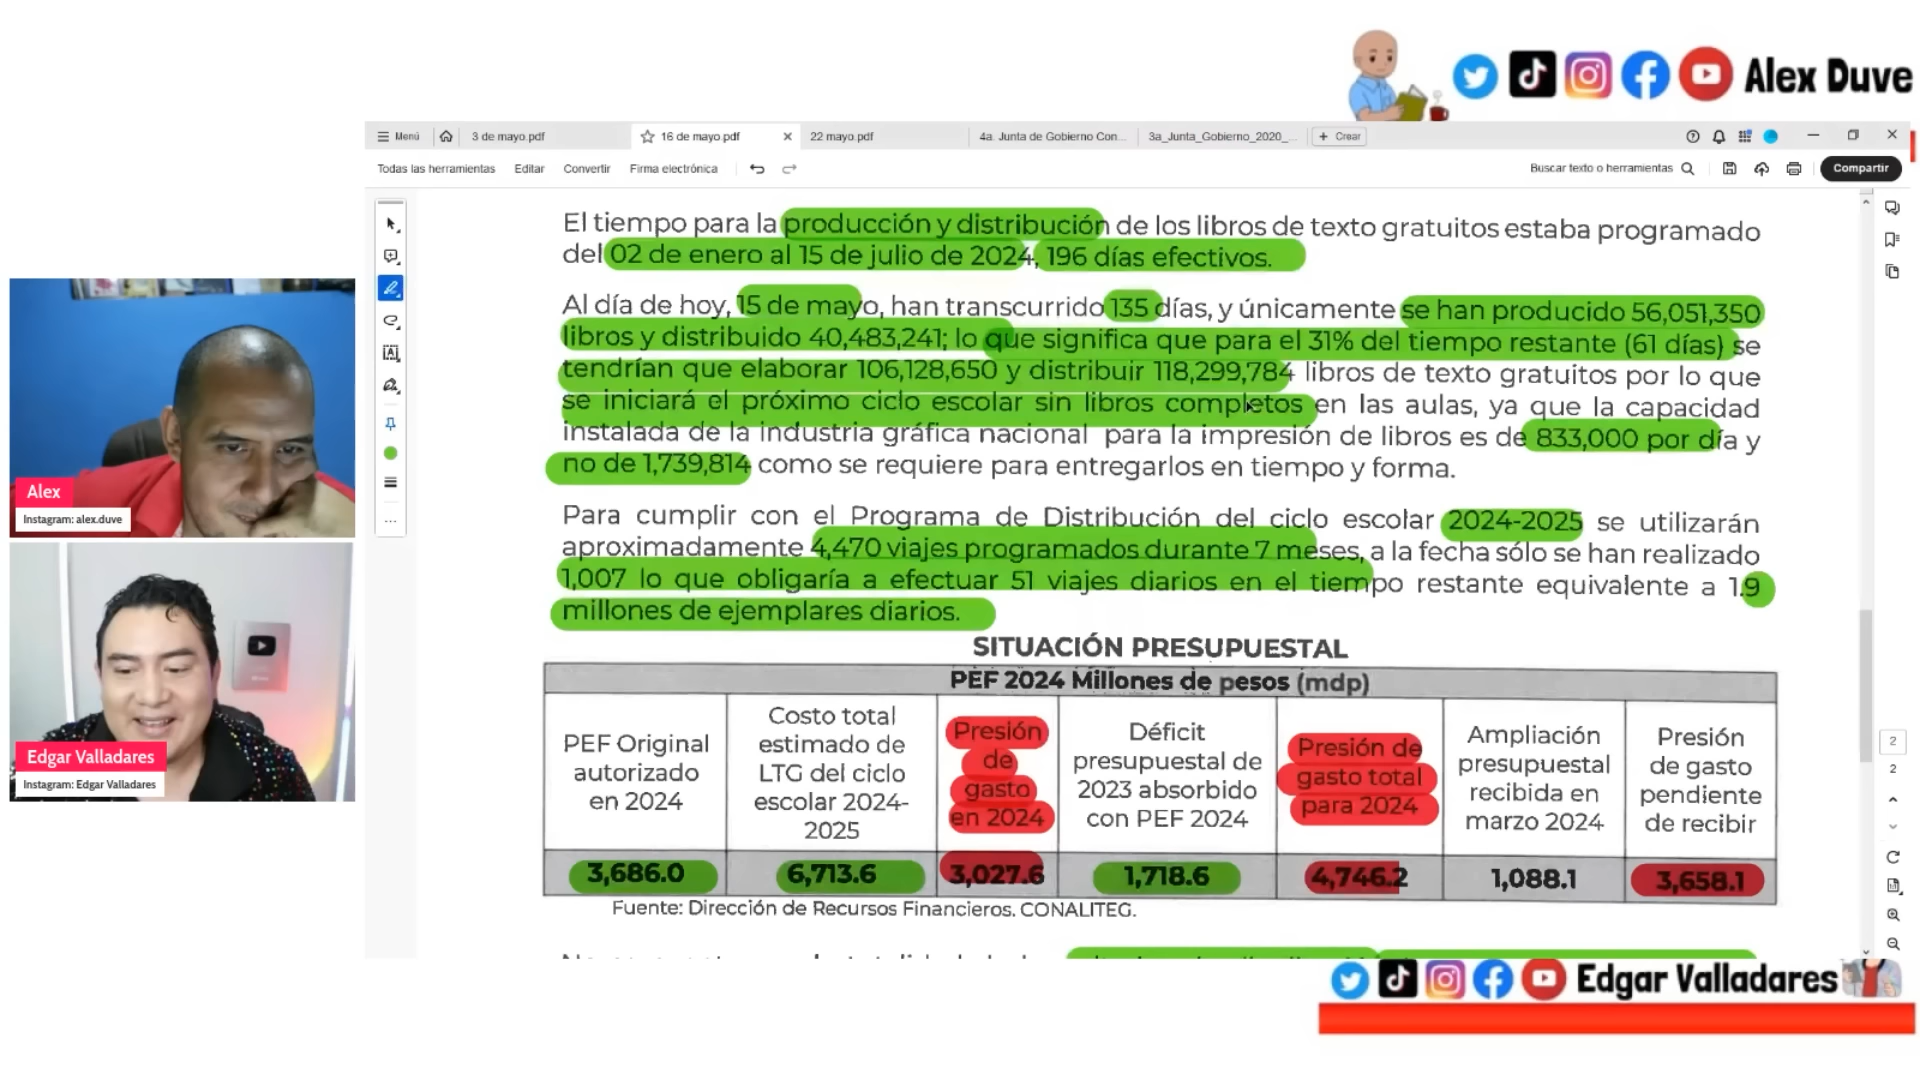 Alex Duve
Menú
3 de mayo.pdf
16 de mayo.pdf
22 mayo.pdf
4a. Junta de Gobierno Con...
3a_Junta_Gobierno_2020_...
+ Crear
Todas las herramientas
Editar
Convertir
Firma electrónica
Buscar texto o herramientas
Compartir
El tiempo para la producción y distribución de los libros de texto gratuitos estaba programado
del 02 de enero al 15 de julio de 2024, 196 días efectivos.
Al día de hoy, 15 de mayo, han transcurrido 135 días, y únicamente se han producido 56,051,350
libros y distribuido 40,483,241; lo que significa que para el 31% del tiempo restante (61 días) se
tendrían que elaborar 106,128,650 y distribuir 118,299,784 libros de texto gratuitos por lo que
se iniciará el próximo ciclo escolar sin libros completos en las aulas, ya que la capacidad
instalada de la industria gráfica nacional para la impresión de libros es de 833,000 por día y
no de 1,739,814 como se requiere para entregarlos en tiempo y forma.
Para cumplir con el Programa de Distribución del ciclo escolar 2024-2025 se utilizarán
aproximadamente 4,470 viajes programados durante 7 meses, a la fecha sólo se han realizado
1,007 lo que obligaría a efectuar 51 viajes diarios en el tiempo restante equivalente a 1.9
millones de ejemplares diarios.
SITUACIÓN PRESUPUESTAL
PEF 2024 Millones de pesos (mdp)
PEF Original
autorizado
en 2024
Costo total
estimado de
LTG del ciclo
escolar 2024-
2025
Presión
de
gasto
en 2024
Déficit
presupuestal de
2023 absorbido
con PEF 2024
Presión de
gasto total
para 2024
Ampliación
presupuestal
recibida en
marzo 2024
Presión
de gasto
pendiente
de recibir
3,686.0
6,713.6
3,027.6
1,718.6
4,746.2
1,088.1
3,658.1
Fuente: Dirección de Recursos Financieros. CONALITEG.
2
2
Alex
Instagram: alex.duve
Edgar Valladares
Instagram: Edgar Valladares
Edgar Valladares